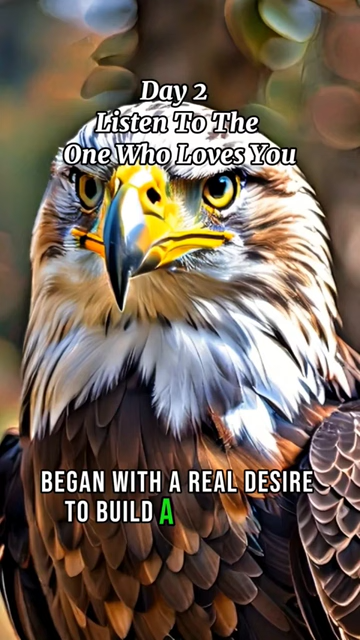 Day 2
Listen To The
One Who Loves You
BEGAN WITH A REAL DESIRE
TO BUILD A